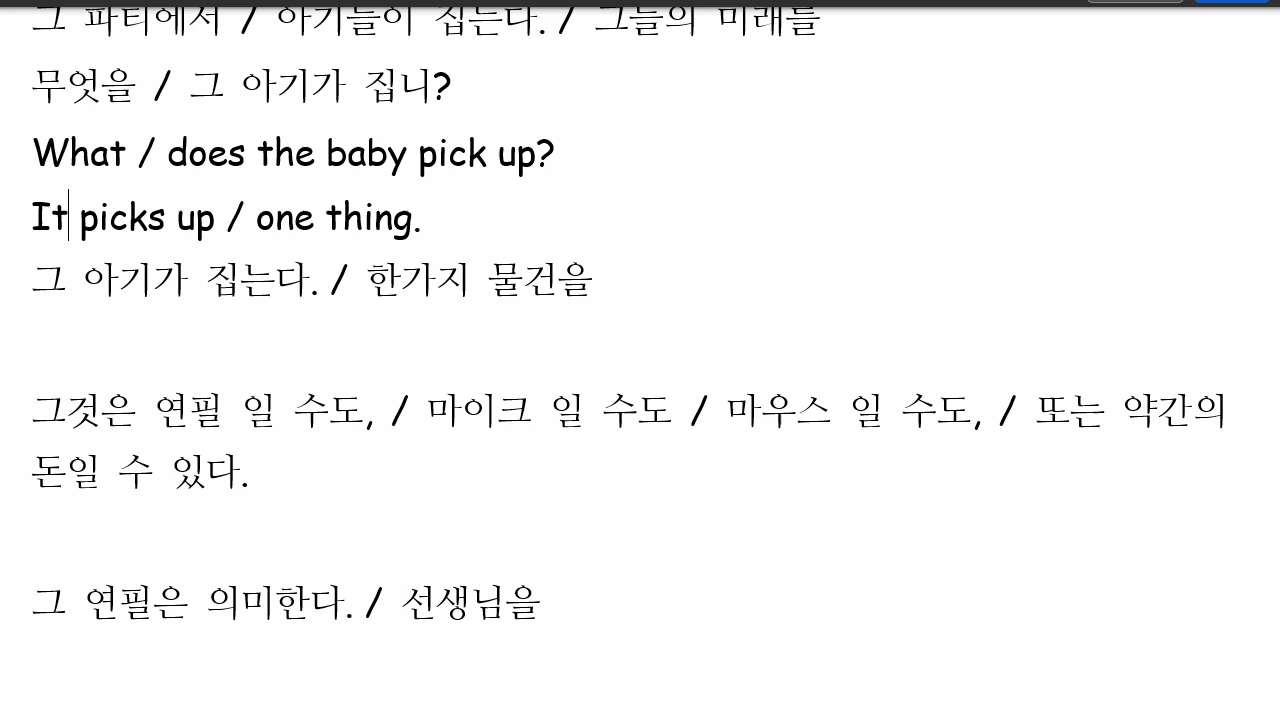 그 파티에서 / 아기들이 집는다. / 그들의 미래를
무엇을 / 그 아기가 집니?
What / does the baby pick up?
It picks up / one thing.
그 아기가 집는다. / 한가지 물건을
그것은 연필 일 수도, / 마이크 일 수도 / 마우스 일 수도, / 또는 약간의
돈일 수 있다.
그 연필은 의미한다. / 선생님을